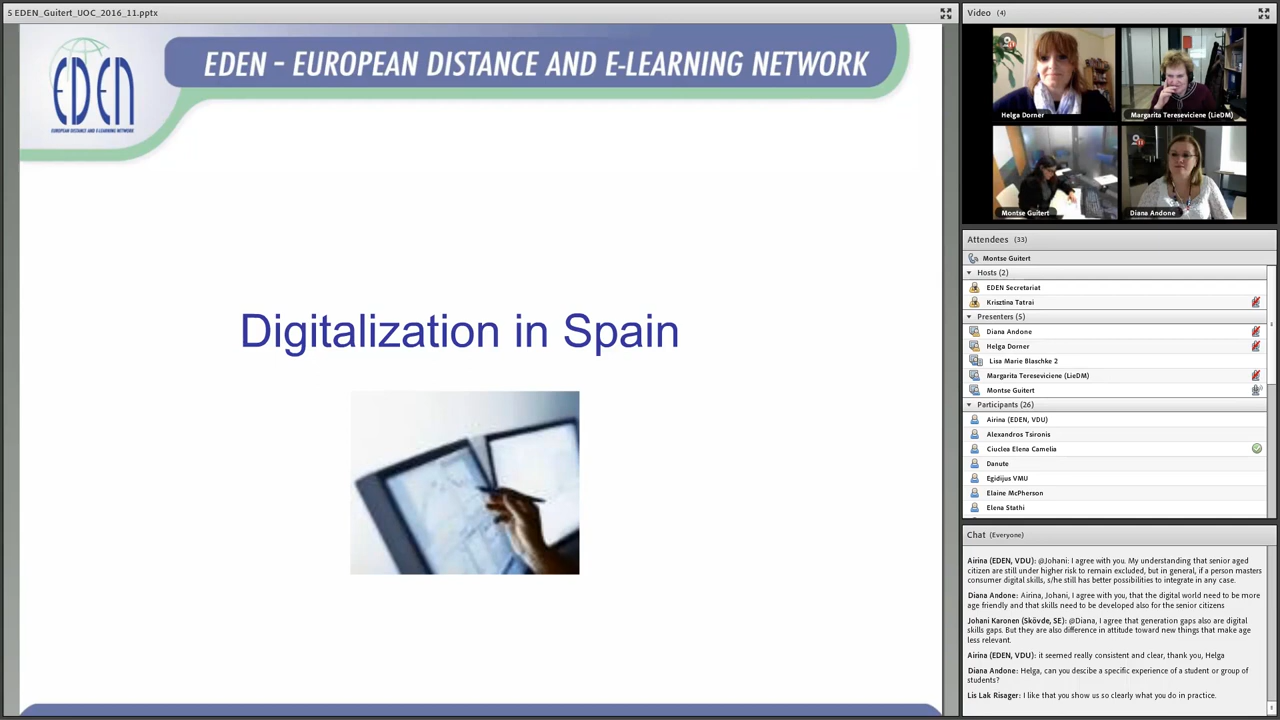 5 EDEN_Guitert_UOC_2016_11.pptx
EDEN - EUROPEAN DISTANCE AND E-LEARNING NETWORK
EDEN
EUROPEAN DISTANCE AND E-LEARNING NETWORK
Digitalization in Spain
Video (4)
Helga Dorner
Margarita Tereseviciene (LieDM)
Montse Guitert
Diana Andone
Attendees (33)
Montse Guitert
Hosts (2)
EDEN Secretariat
Krisztina Tatrai
Presenters (5)
Diana Andone
Helga Dorner
Lisa Marie Blaschke 2
Margarita Tereseviciene (LieDM)
Montse Guitert
Participants (26)
Airina (EDEN, VDU)
Alexandros Tsironis
Ciuclea Elena Camelia
Danute
Egidijus VMU
Elaine McPherson
Elena Stathi
Chat (Everyone)
Airina (EDEN, VDU): @Johani: I agree with you. My understanding that senior aged
citizen are still under higher risk to remain excluded, but in general, if a person masters
consumer digital skills, s/he still has better possibilities to integrate in any case.
Diana Andone: Airina, Johani, I agree with you, that the digital world need to be more
age friendly and that skills need to be developed also for the senior citizens
Johani Karonen (Skövde, SE): @Diana, I agree that generation gaps also are digital
skills gaps. But they are also difference in attitude toward new things that make age
less relevant.
Airina (EDEN, VDU): it seemed really consistent and clear, thank you, Helga
Diana Andone: Helga, can you descibe a specific experience of a student or group of
students?
Lis Lak Risager: I like that you show us so clearly what you do in practice.